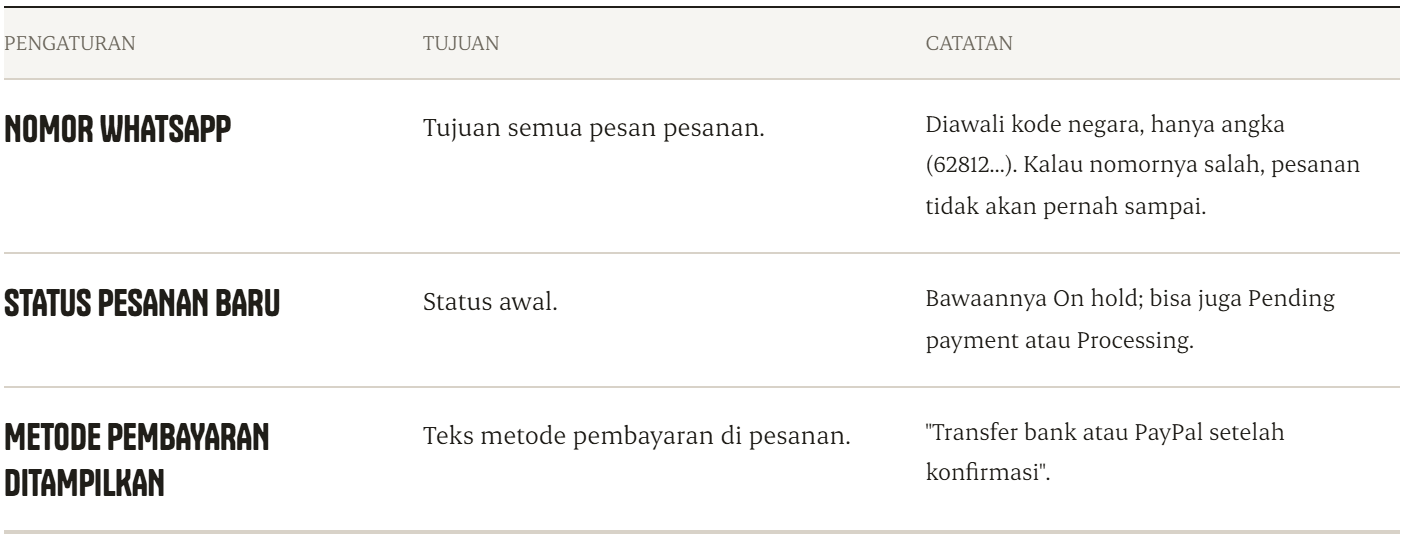 PENGATURAN TUJUAN CATATAN
NOMOR WHATSAPP Tujuan semua pesan pesanan. Diawali kode negara, hanya angka
(62812...). Kalau nomornya salah, pesanan
tidak akan pernah sampai.
STATUS PESANAN BARU Status awal. Bawaannya On hold; bisa juga Pending
payment atau Processing.
METODE PEMBAYARAN
DITAMPILKAN
Teks metode pembayaran di pesanan.
"Transfer bank atau PayPal setelah
konfirmasi".